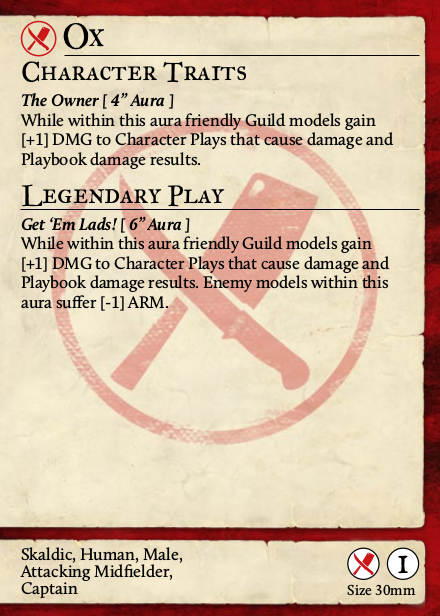 Ox
Character Traits
The Owner [ 4” Aura ]
While within this aura friendly Guild models gain
[+1] DMG to Character Plays that cause damage and
Playbook damage results.
Legendary Play
Get ‘Em Lads! [ 6” Aura ]
While within this aura friendly Guild models gain
[+1] DMG to Character Plays that cause damage and
Playbook damage results. Enemy models within this
aura suffer [-1] ARM.
Skaldic, Human, Male,
Attacking Midfielder,
Captain
1
Size 30mm